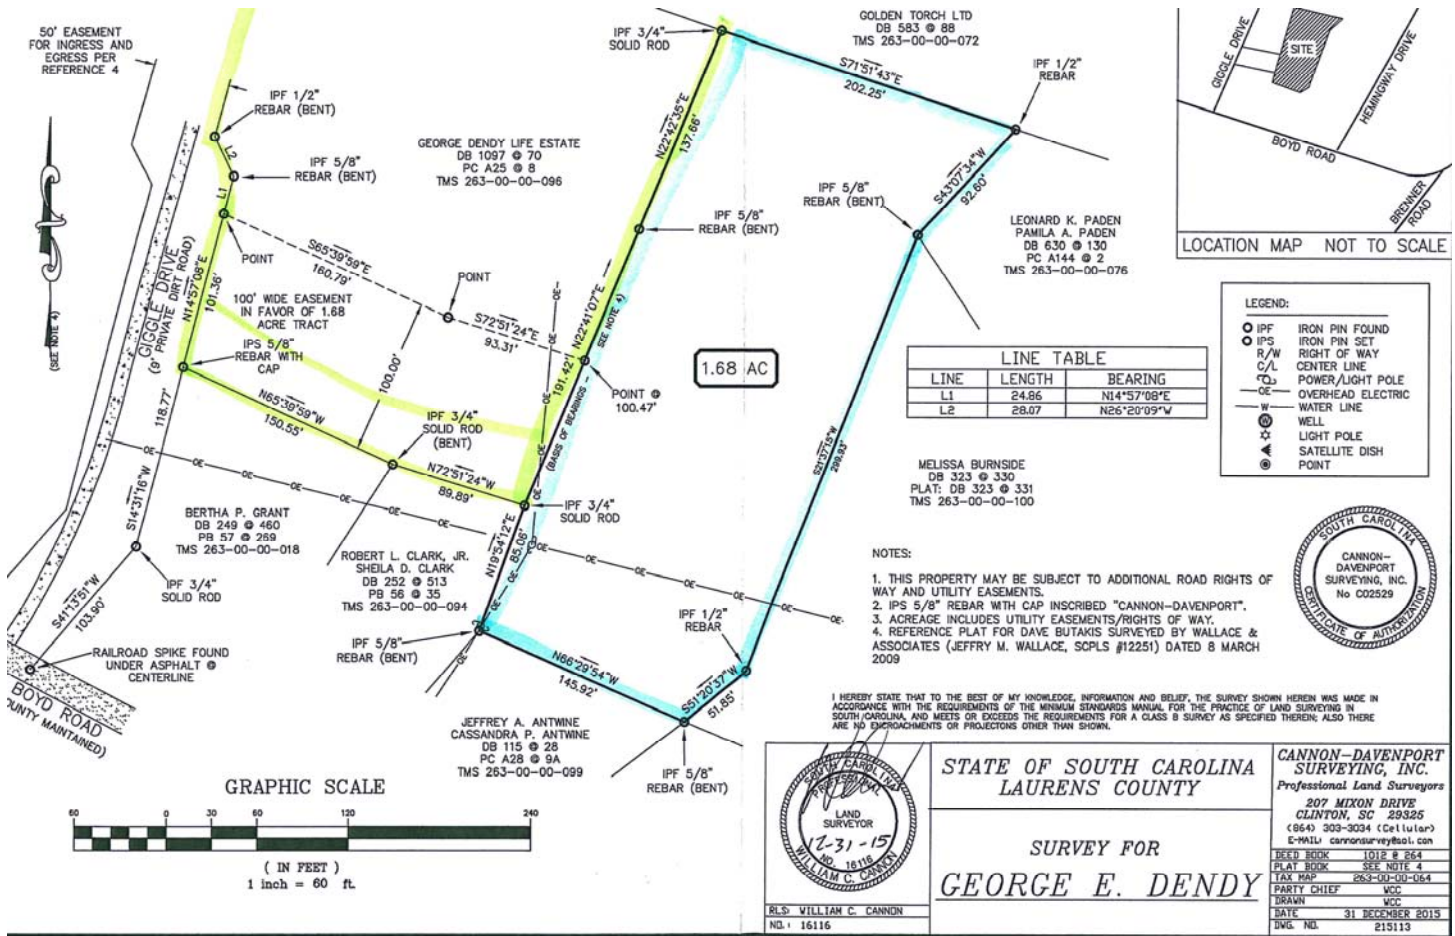 50' EASEMENT
FOR INGRESS AND
EGRESS PER
REFERENCE 4
IPF 1/2"
REBAR (BENT)
L2
IPF 5/8"
REBAR (BENT)
L1
POINT
GEORGE DENDY LIFE ESTATE
DB 1097 @ 70
PC A25 @ 8
TMS 263-00-00-096
IPF 3/4"
SOLID ROD
GOLDEN TORCH LTD
DB 583 @ 88
TMS 263-00-00-072
S71°51'43"E
202.25'
IPF 1/2"
REBAR
N22°42'35"E
137.66'
IPF 5/8"
REBAR (BENT)
IPF 5/8"
REBAR (BENT)
S43°07'34"W
92.60'
LEONARD K. PADEN
PAMILA A. PADEN
DB 630 @ 130
PC A144 @ 2
TMS 263-00-00-076
GIGGLE DRIVE
SITE
HEMINGWAY DRIVE
BOYD ROAD
BRENNER
ROAD
LOCATION MAP NOT TO SCALE
(SEE NOTE 4)
GIGGLE DRIVE
(9' PRIVATE DIRT ROAD)
N14°57'08"E
101.36'
S65°39'59"E
160.79'
POINT
100' WIDE EASEMENT
IN FAVOR OF 1.68
ACRE TRACT
S72°51'24"E
93.31'
IPS 5/8"
REBAR WITH
CAP
100.00'
N22°41'07"E
191.42'
(BASIS OF BEARINGS –
SEE NOTE 4)
POINT @
100.47'
1.68 AC
N65°39'59"W
150.55'
IPF 3/4"
SOLID ROD
(BENT)
N72°51'24"W
89.89'
118.77'
S14°31'16"W
IPF 3/4"
SOLID ROD
OE
S21°37'15"W
299.93'
LINE TABLE
LINE LENGTH BEARING
L1 24.86 N14°57'08"E
L2 28.07 N26°20'09"W
LEGEND:
IPF IRON PIN FOUND
IPS IRON PIN SET
R/W RIGHT OF WAY
C/L CENTER LINE
POWER/LIGHT POLE
OE OVERHEAD ELECTRIC
W WATER LINE
W WELL
LIGHT POLE
SATELLITE DISH
POINT
MELISSA BURNSIDE
DB 323 @ 330
PLAT: DB 323 @ 331
TMS 263-00-00-100
BERTHA P. GRANT
DB 249 @ 460
PB 57 @ 269
TMS 263-00-00-018
IPF 3/4"
SOLID ROD
S41°13'51"W
103.90'
ROBERT L. CLARK, JR.
SHEILA D. CLARK
DB 252 @ 513
PB 56 @ 35
TMS 263-00-00-094
N19°54'12"E
85.06'
IPF 5/8"
REBAR (BENT)
IPF 1/2"
REBAR
N66°29'54"W
145.92'
S51°20'37"W
51.85'
RAILROAD SPIKE FOUND
UNDER ASPHALT @
CENTERLINE
BOYD ROAD
OUNTY MAINTAINED)
JEFFREY A. ANTWINE
CASSANDRA P. ANTWINE
DB 115 @ 28
PC A28 @ 9A
TMS 263-00-00-099
IPF 5/8"
REBAR (BENT)
NOTES:
1. THIS PROPERTY MAY BE SUBJECT TO ADDITIONAL ROAD RIGHTS OF
WAY AND UTILITY EASEMENTS.
2. IPS 5/8" REBAR WITH CAP INSCRIBED "CANNON-DAVENPORT".
3. ACREAGE INCLUDES UTILITY EASEMENTS/RIGHTS OF WAY.
4. REFERENCE PLAT FOR DAVE BUTAKIS SURVEYED BY WALLACE &
ASSOCIATES (JEFFRY M. WALLACE, SCPLS #12251) DATED 8 MARCH
2009
SOUTH CAROLINA
CANNON-
DAVENPORT
SURVEYING, INC.
No C02529
CERTIFICATE OF AUTHORIZATION
I HEREBY STATE THAT TO THE BEST OF MY KNOWLEDGE, INFORMATION AND BELIEF, THE SURVEY SHOWN HEREIN WAS MADE IN
ACCORDANCE WITH THE REQUIREMENTS OF THE MINIMUM STANDARDS MANUAL FOR THE PRACTICE OF LAND SURVEYING IN
SOUTH CAROLINA, AND MEETS OR EXCEEDS THE REQUIREMENTS FOR A CLASS B SURVEY AS SPECIFIED THEREIN; ALSO THERE
ARE NO ENCROACHMENTS OR PROJECTONS OTHER THAN SHOWN.
GRAPHIC SCALE
60 0 30 60 120 240
( IN FEET )
1 inch = 60 ft.
SOUTH CAROLINA
PROFESSIONAL
LAND
SURVEYOR
12-31-15
NO. 16116
WILLIAM C. CANNON
RLS: WILLIAM C. CANNON
NO.: 16116
STATE OF SOUTH CAROLINA
LAURENS COUNTY
SURVEY FOR
GEORGE E. DENDY
CANNON-DAVENPORT
SURVEYING, INC.
Professional Land Surveyors
207 MIXON DRIVE
CLINTON, SC 29325
(864) 303-3034 (Cellular)
E-MAIL: cannonsurvey@aol.com
DEED BOOK 1012 @ 264
PLAT BOOK SEE NOTE 4
TAX MAP 263-00-00-064
PARTY CHIEF WCC
DRAWN WCC
DATE 31 DECEMBER 2015
DWG. NO. 215113